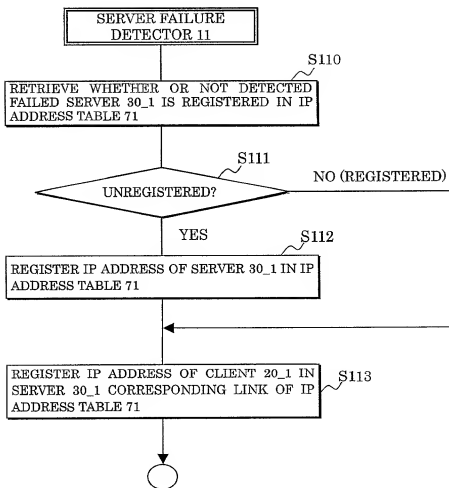 SERVER FAILURE
DETECTOR 11
S110
RETRIEVE WHETHER OR NOT DETECTED
FAILED SERVER 30_1 IS REGISTERED IN IP
ADDRESS TABLE 71
S111
UNREGISTERED?
NO (REGISTERED)
YES
S112
REGISTER IP ADDRESS OF SERVER 30_1 IN IP
ADDRESS TABLE 71
REGISTER IP ADDRESS OF CLIENT 20_1 IN
SERVER 30_1 CORRESPONDING LINK OF IP
ADDRESS TABLE 71
S113